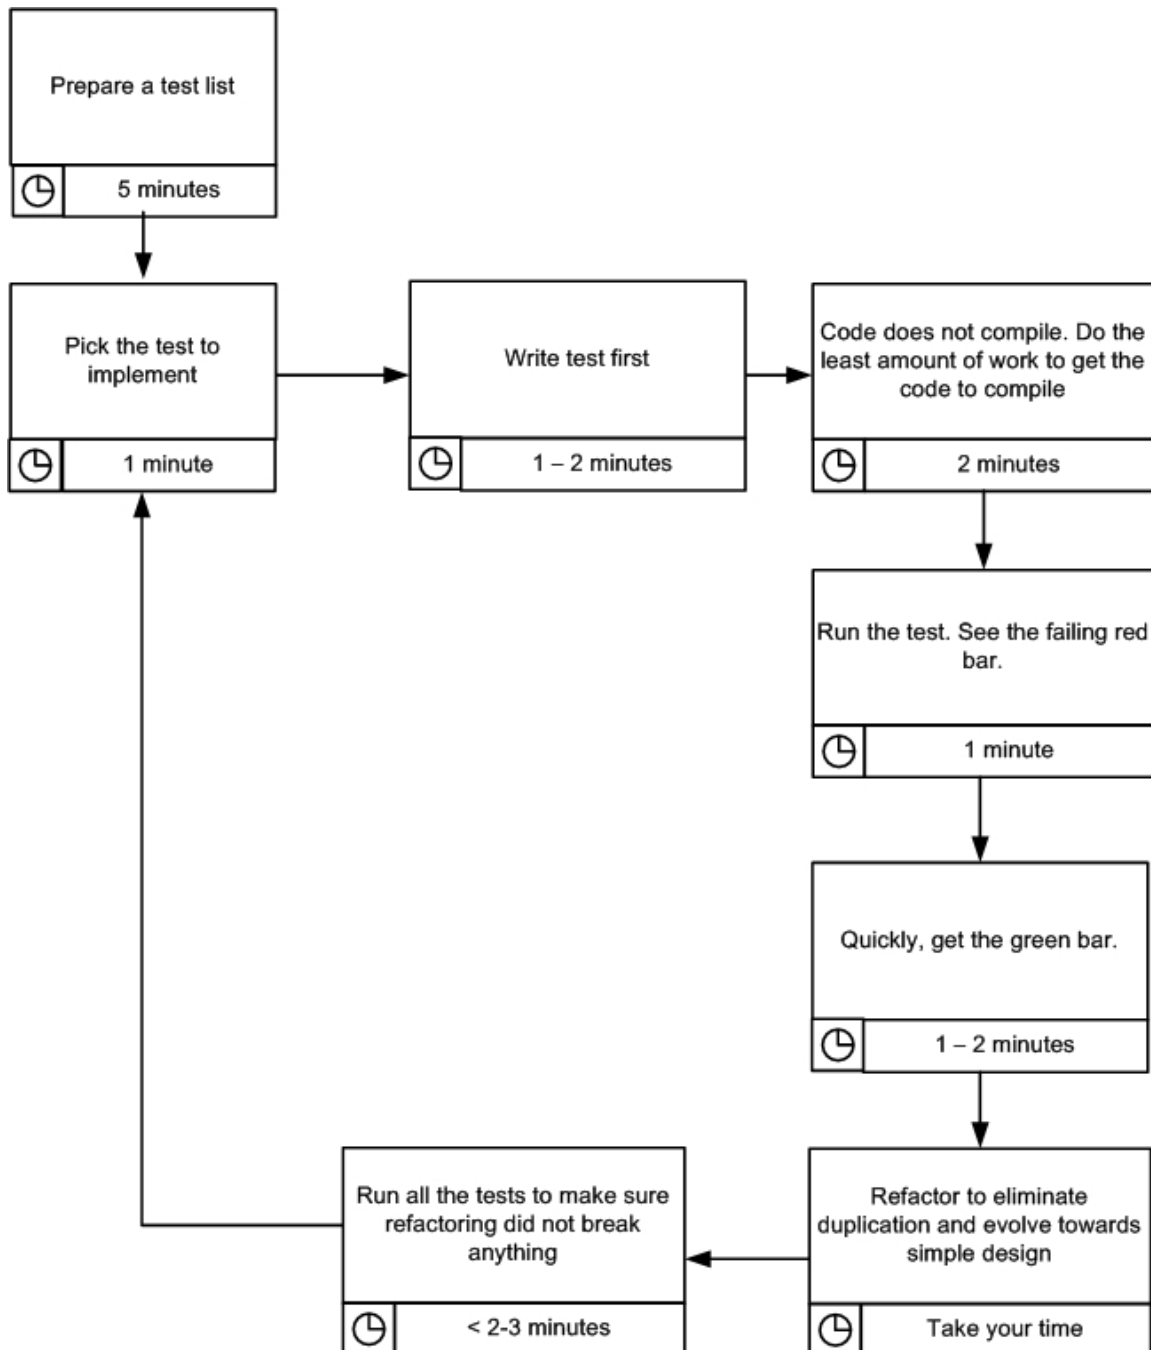 Prepare a test list
5 minutes
Pick the test to
implement
1 minute
Write test first
1 – 2 minutes
Code does not compile. Do the
least amount of work to get the
code to compile
2 minutes
Run the test. See the failing red
bar.
1 minute
Quickly, get the green bar.
1 – 2 minutes
Refactor to eliminate
duplication and evolve towards
simple design
Take your time
Run all the tests to make sure
refactoring did not break
anything
< 2-3 minutes